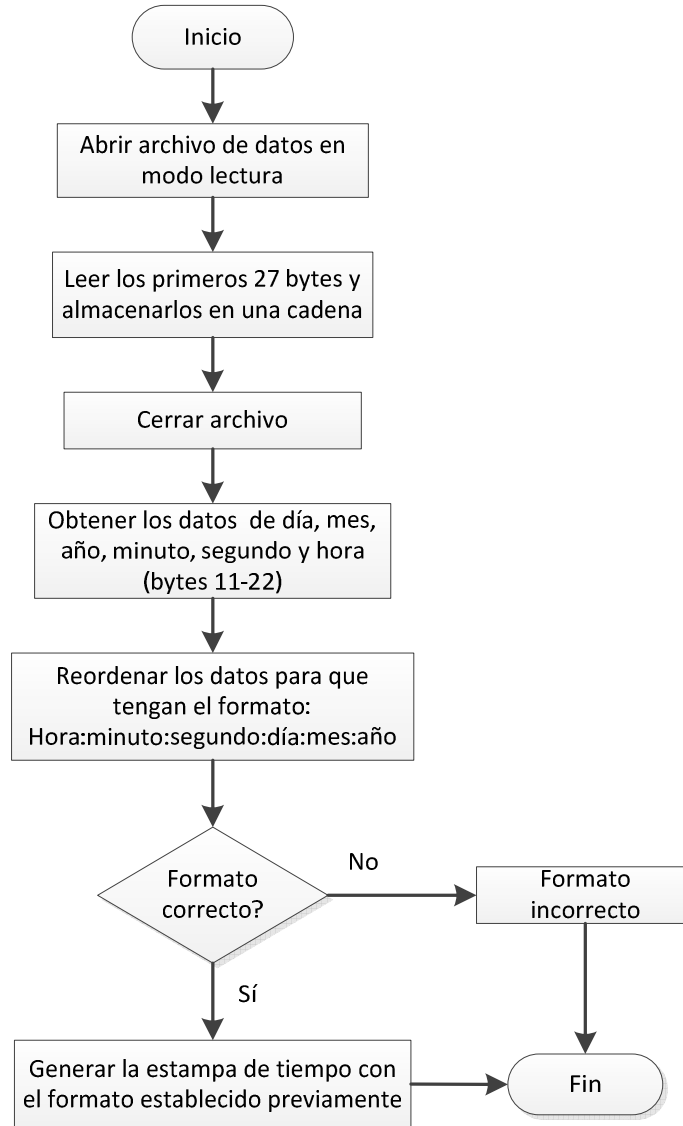 Inicio
Abrir archivo de datos en
modo lectura
Leer los primeros 27 bytes y
almacenarlos en una cadena
Cerrar archivo
Obtener los datos de día, mes,
año, minuto, segundo y hora
(bytes 11-22)
Reordenar los datos para que
tengan el formato:
Hora:minuto:segundo:día:mes:año
Formato
correcto?
No
Formato
incorrecto
Sí
Generar la estampa de tiempo con
el formato establecido previamente
Fin